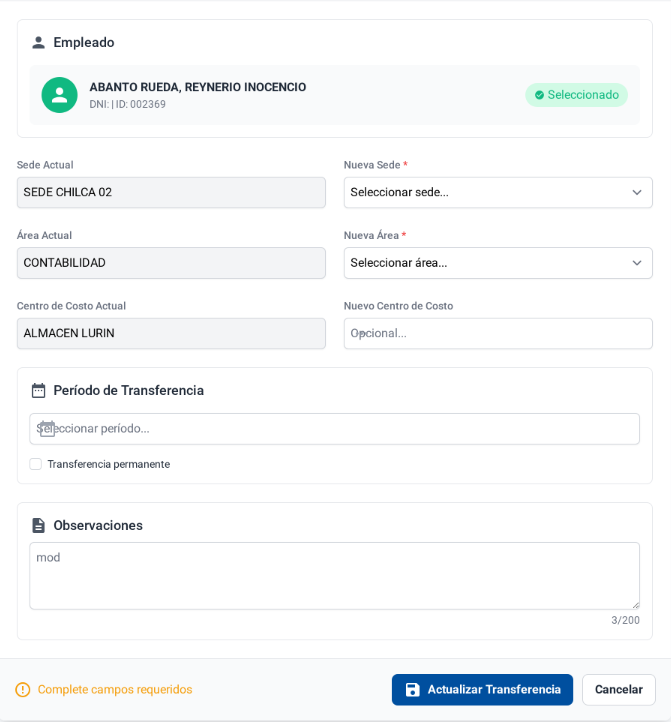 Empleado
ABANTO RUEDA, REYNERIO INOCENCIO
DNI: | ID: 002369
Seleccionado
Sede Actual
Nueva Sede *
SEDE CHILCA 02
Seleccionar sede...
Área Actual
Nueva Área *
CONTABILIDAD
Seleccionar área...
Centro de Costo Actual
Nuevo Centro de Costo
ALMACEN LURIN
Opcional...
Período de Transferencia
Seleccionar período...
Transferencia permanente
Observaciones
mod
3/200
Complete campos requeridos
Actualizar Transferencia
Cancelar